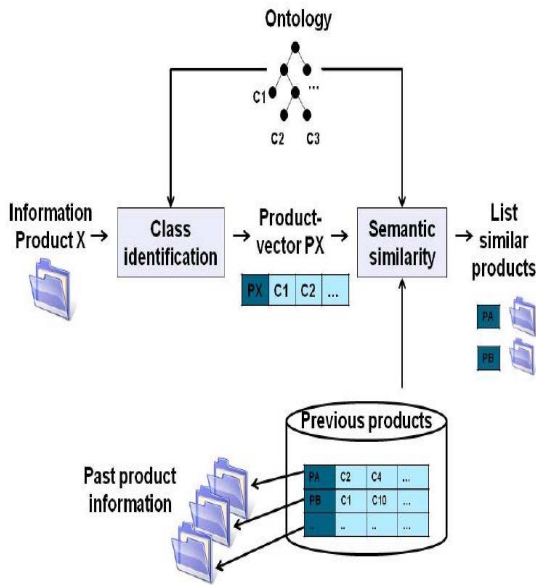 Ontology
...
C1
C2 C3
Information
Product X
Class
identification
Product-
vector PX
PX C1 C2 ...
Semantic
similarity
List
similar
products
PA
PB
Previous products
PA C2 C4 ...
PB C1 C10 ...
.. .. .. ...
Past product
information